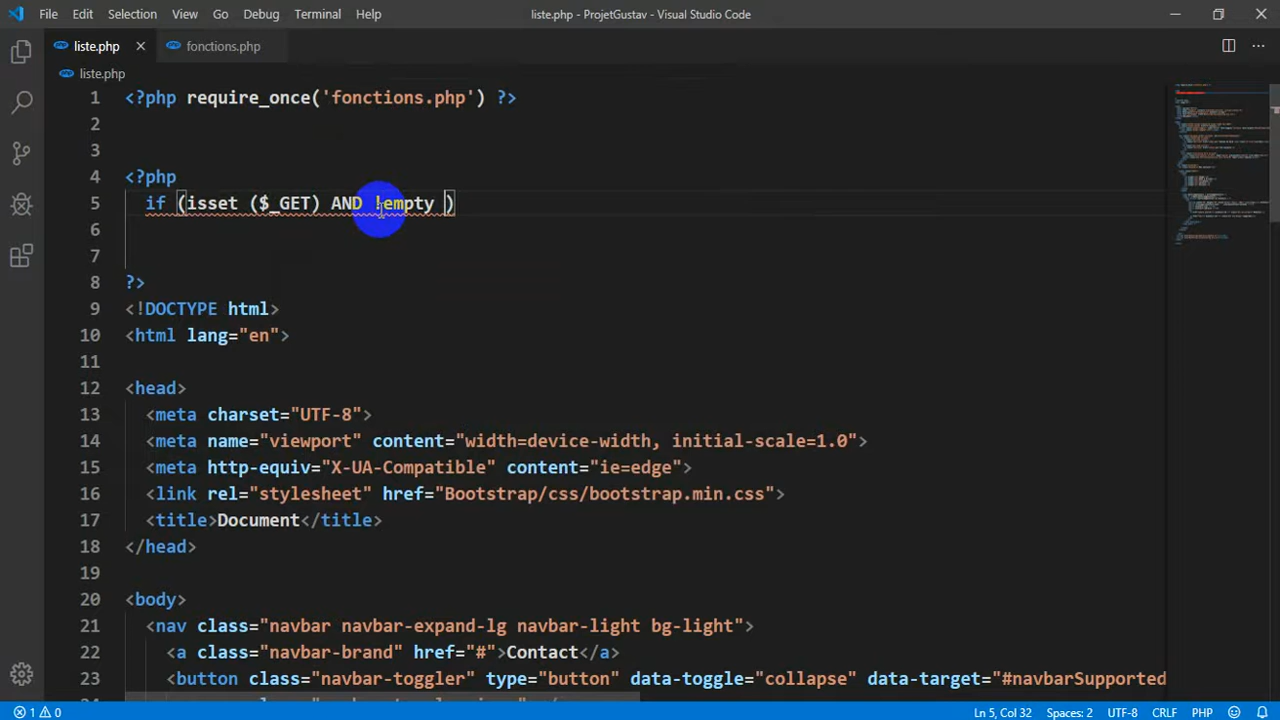 File Edit Selection View Go Debug Terminal Help liste.php - ProjetGustav - Visual Studio Code
liste.php fonctions.php
liste.php
1 <?php require_once('fonctions.php') ?>
2
3
4 <?php
5 if (isset ($_GET) AND !empty )
6
7
8 ?>
9 <!DOCTYPE html>
10 <html lang="en">
11
12 <head>
13 <meta charset="UTF-8">
14 <meta name="viewport" content="width=device-width, initial-scale=1.0">
15 <meta http-equiv="X-UA-Compatible" content="ie=edge">
16 <link rel="stylesheet" href="Bootstrap/css/bootstrap.min.css">
17 <title>Document</title>
18 </head>
19
20 <body>
21 <nav class="navbar navbar-expand-lg navbar-light bg-light">
22 <a class="navbar-brand" href="#">Contact</a>
23 <button class="navbar-toggler" type="button" data-toggle="collapse" data-target="#navbarSupported
1 0 Ln 5, Col 32 Spaces: 2 UTF-8 CRLF PHP